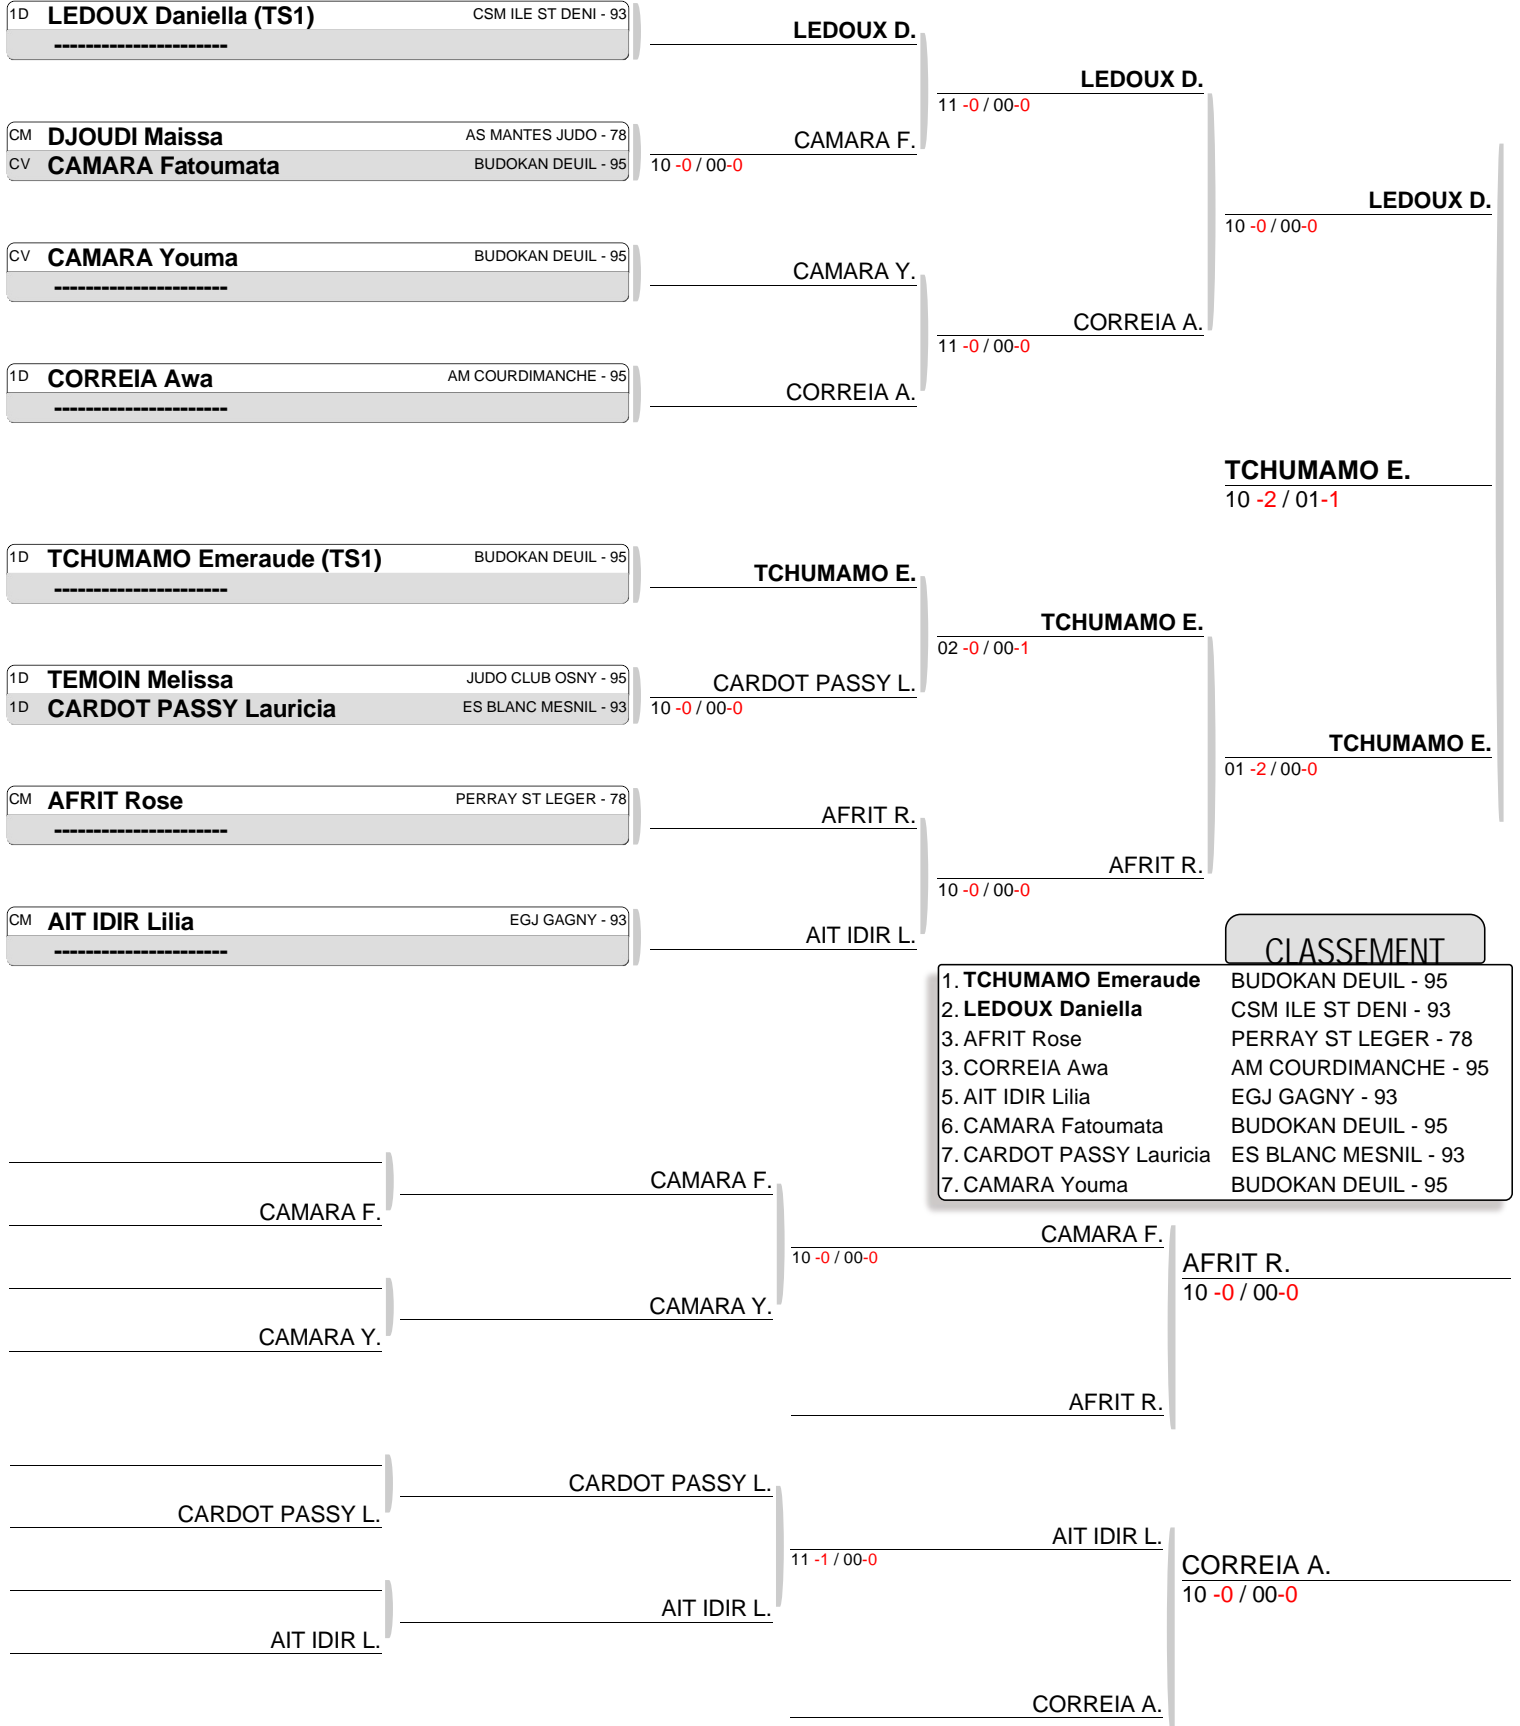 1D LEDOUX Daniella (TS1) CSM ILE ST DENI - 93
----------------------
LEDOUX D.
LEDOUX D.
11 -0 / 00-0
CM DJOUDI Maissa AS MANTES JUDO - 78
CV CAMARA Fatoumata BUDOKAN DEUIL - 95
CAMARA F.
10 -0 / 00-0
LEDOUX D.
10 -0 / 00-0
CV CAMARA Youma BUDOKAN DEUIL - 95
----------------------
CAMARA Y.
CORREIA A.
11 -0 / 00-0
1D CORREIA Awa AM COURDIMANCHE - 95
----------------------
CORREIA A.
TCHUMAMO E.
10 -2 / 01-1
1D TCHUMAMO Emeraude (TS1) BUDOKAN DEUIL - 95
----------------------
TCHUMAMO E.
TCHUMAMO E.
02 -0 / 00-1
1D TEMOIN Melissa JUDO CLUB OSNY - 95
1D CARDOT PASSY Lauricia ES BLANC MESNIL - 93
CARDOT PASSY L.
10 -0 / 00-0
TCHUMAMO E.
01 -2 / 00-0
CM AFRIT Rose PERRAY ST LEGER - 78
----------------------
AFRIT R.
AFRIT R.
10 -0 / 00-0
CM AIT IDIR Lilia EGJ GAGNY - 93
----------------------
AIT IDIR L.
CLASSEMENT
1. TCHUMAMO Emeraude BUDOKAN DEUIL - 95
2. LEDOUX Daniella CSM ILE ST DENI - 93
3. AFRIT Rose PERRAY ST LEGER - 78
3. CORREIA Awa AM COURDIMANCHE - 95
5. AIT IDIR Lilia EGJ GAGNY - 93
6. CAMARA Fatoumata BUDOKAN DEUIL - 95
7. CARDOT PASSY Lauricia ES BLANC MESNIL - 93
7. CAMARA Youma BUDOKAN DEUIL - 95
CAMARA F.
CAMARA F.
CAMARA F.
10 -0 / 00-0
AFRIT R.
10 -0 / 00-0
CAMARA Y.
CAMARA Y.
AFRIT R.
CARDOT PASSY L.
CARDOT PASSY L.
AIT IDIR L.
11 -1 / 00-0
CORREIA A.
10 -0 / 00-0
AIT IDIR L.
AIT IDIR L.
CORREIA A.